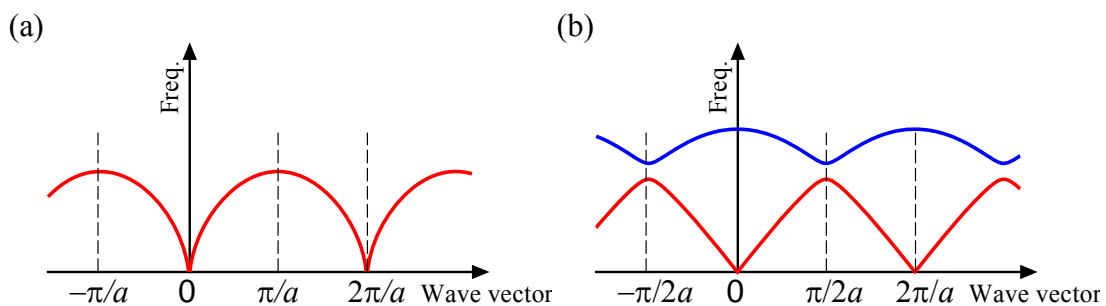 (a)
Freq.
−π/a 0 π/a 2π/a Wave vector
(b)
Freq.
−π/2a 0 π/2a 2π/a Wave vector